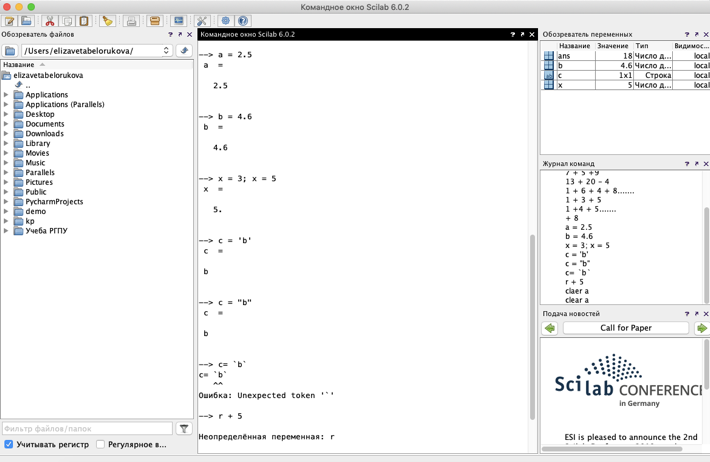 Командное окно Scilab 6.0.2
Обозреватель файлов
/Users/elizavetabelorukova/
Название
elizavetabelorukova
..
Applications
Applications (Parallels)
Desktop
Documents
Downloads
Library
Movies
Music
Parallels
Pictures
Public
PycharmProjects
demo
kp
Учеба РГПУ
Фильтр файлов/папок
Учитывать регистр
Регулярное в...
Командное окно Scilab 6.0.2
--> a = 2.5
a =
2.5
--> b = 4.6
b =
4.6
--> x = 3; x = 5
x =
5.
--> c = 'b'
c =
b
--> c = "b"
c =
b
--> c= `b`
c= `b`
^^
Ошибка: Unexpected token '`'
--> r + 5
Неопределённая переменная: r
Обозреватель переменных
Название Значение Тип Видимос...
ans 18 Число д... local
b 4.6 Число д... local
c 1x1 Строка local
x 5 Число д... local
Журнал команд
7 + 5 +9
13 + 20 - 4
1 + 6 + 4 + 8.......
1 + 3 + 5
1 +4 + 5.......
+ 8
a = 2.5
b = 4.6
x = 3; x = 5
c = 'b'
c = "b"
c= `b`
r + 5
claer a
clear a
Подача новостей
Call for Paper
Scilab CONFERENCE
in Germany
ESI is pleased to announce the 2nd